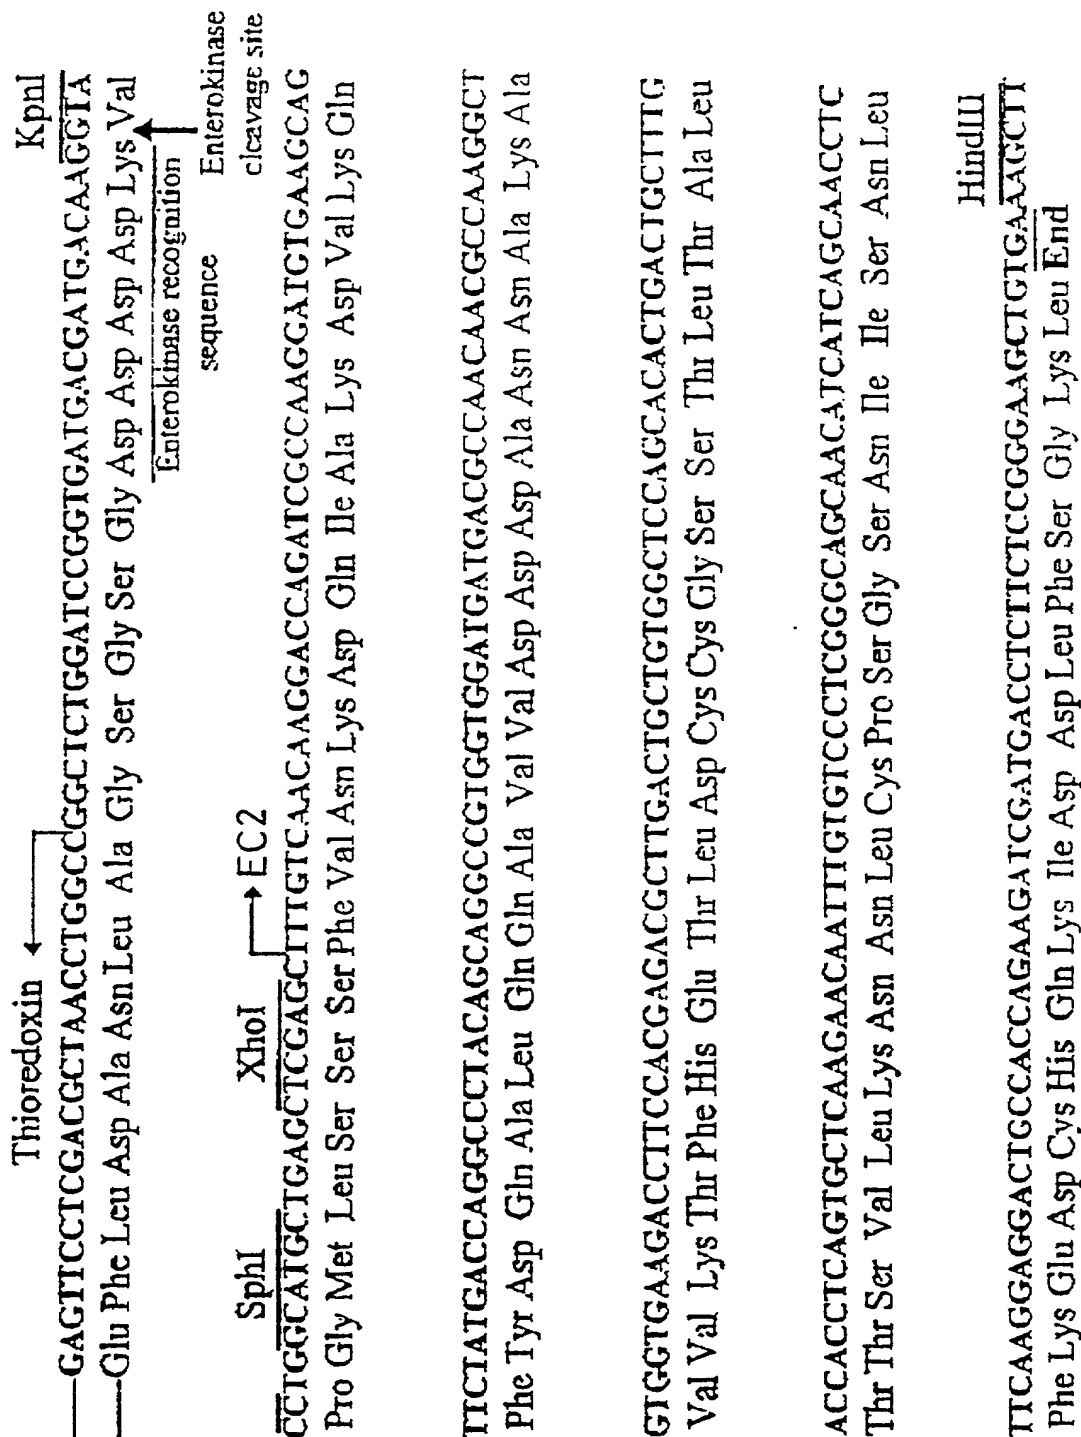 Thioredoxin KpnI
GAGTTCCTCGACGCTAACCTGGCCGGCTCTGGATCCGGTGATGACGATGACAAGGTA
Glu Phe Leu Asp Ala Asn Leu Ala Gly Ser Gly Ser Gly Asp Asp Asp Asp Lys Val
Enterokinase recognition sequence
Enterokinase cleavage site
SphI XhoI EC2
CCTGGCATGCTGAGCTCGAGCTTTGTCAACAAGGACCAGATCGCCAAGGATGTGAAGCAG
Pro Gly Met Leu Ser Ser Ser Phe Val Asn Lys Asp Gln Ile Ala Lys Asp Val Lys Gln
TTCTATGACCAGGCCCTACAGCAGGCCGTGGTGGATGATGACGCCAACAACGCCAAGGCT
Phe Tyr Asp Gln Ala Leu Gln Gln Ala Val Val Asp Asp Asp Ala Asn Asn Ala Lys Ala
GTGGTGAAGACCTTCCACGAGACGCTTGACTGCTGTGGCTCCAGCACACTGACTGCTTTG
Val Val Lys Thr Phe His Glu Thr Leu Asp Cys Cys Gly Ser Ser Thr Leu Thr Ala Leu
ACCACCTCAGTGCTCAAGAACAATTTGTGTCCCTCGGGCAGCAACATCATCAGCAACCTC
Thr Thr Ser Val Leu Lys Asn Asn Leu Cys Pro Ser Gly Ser Asn Ile Ile Ser Asn Leu
HindIII
TTCAAGGAGGACTGCCACCAGAAGATCGATGACCTCTTCTCCGGGAAGCTGTGAAAGCTT
Phe Lys Glu Asp Cys His Gln Lys Ile Asp Asp Leu Phe Ser Gly Lys Leu End